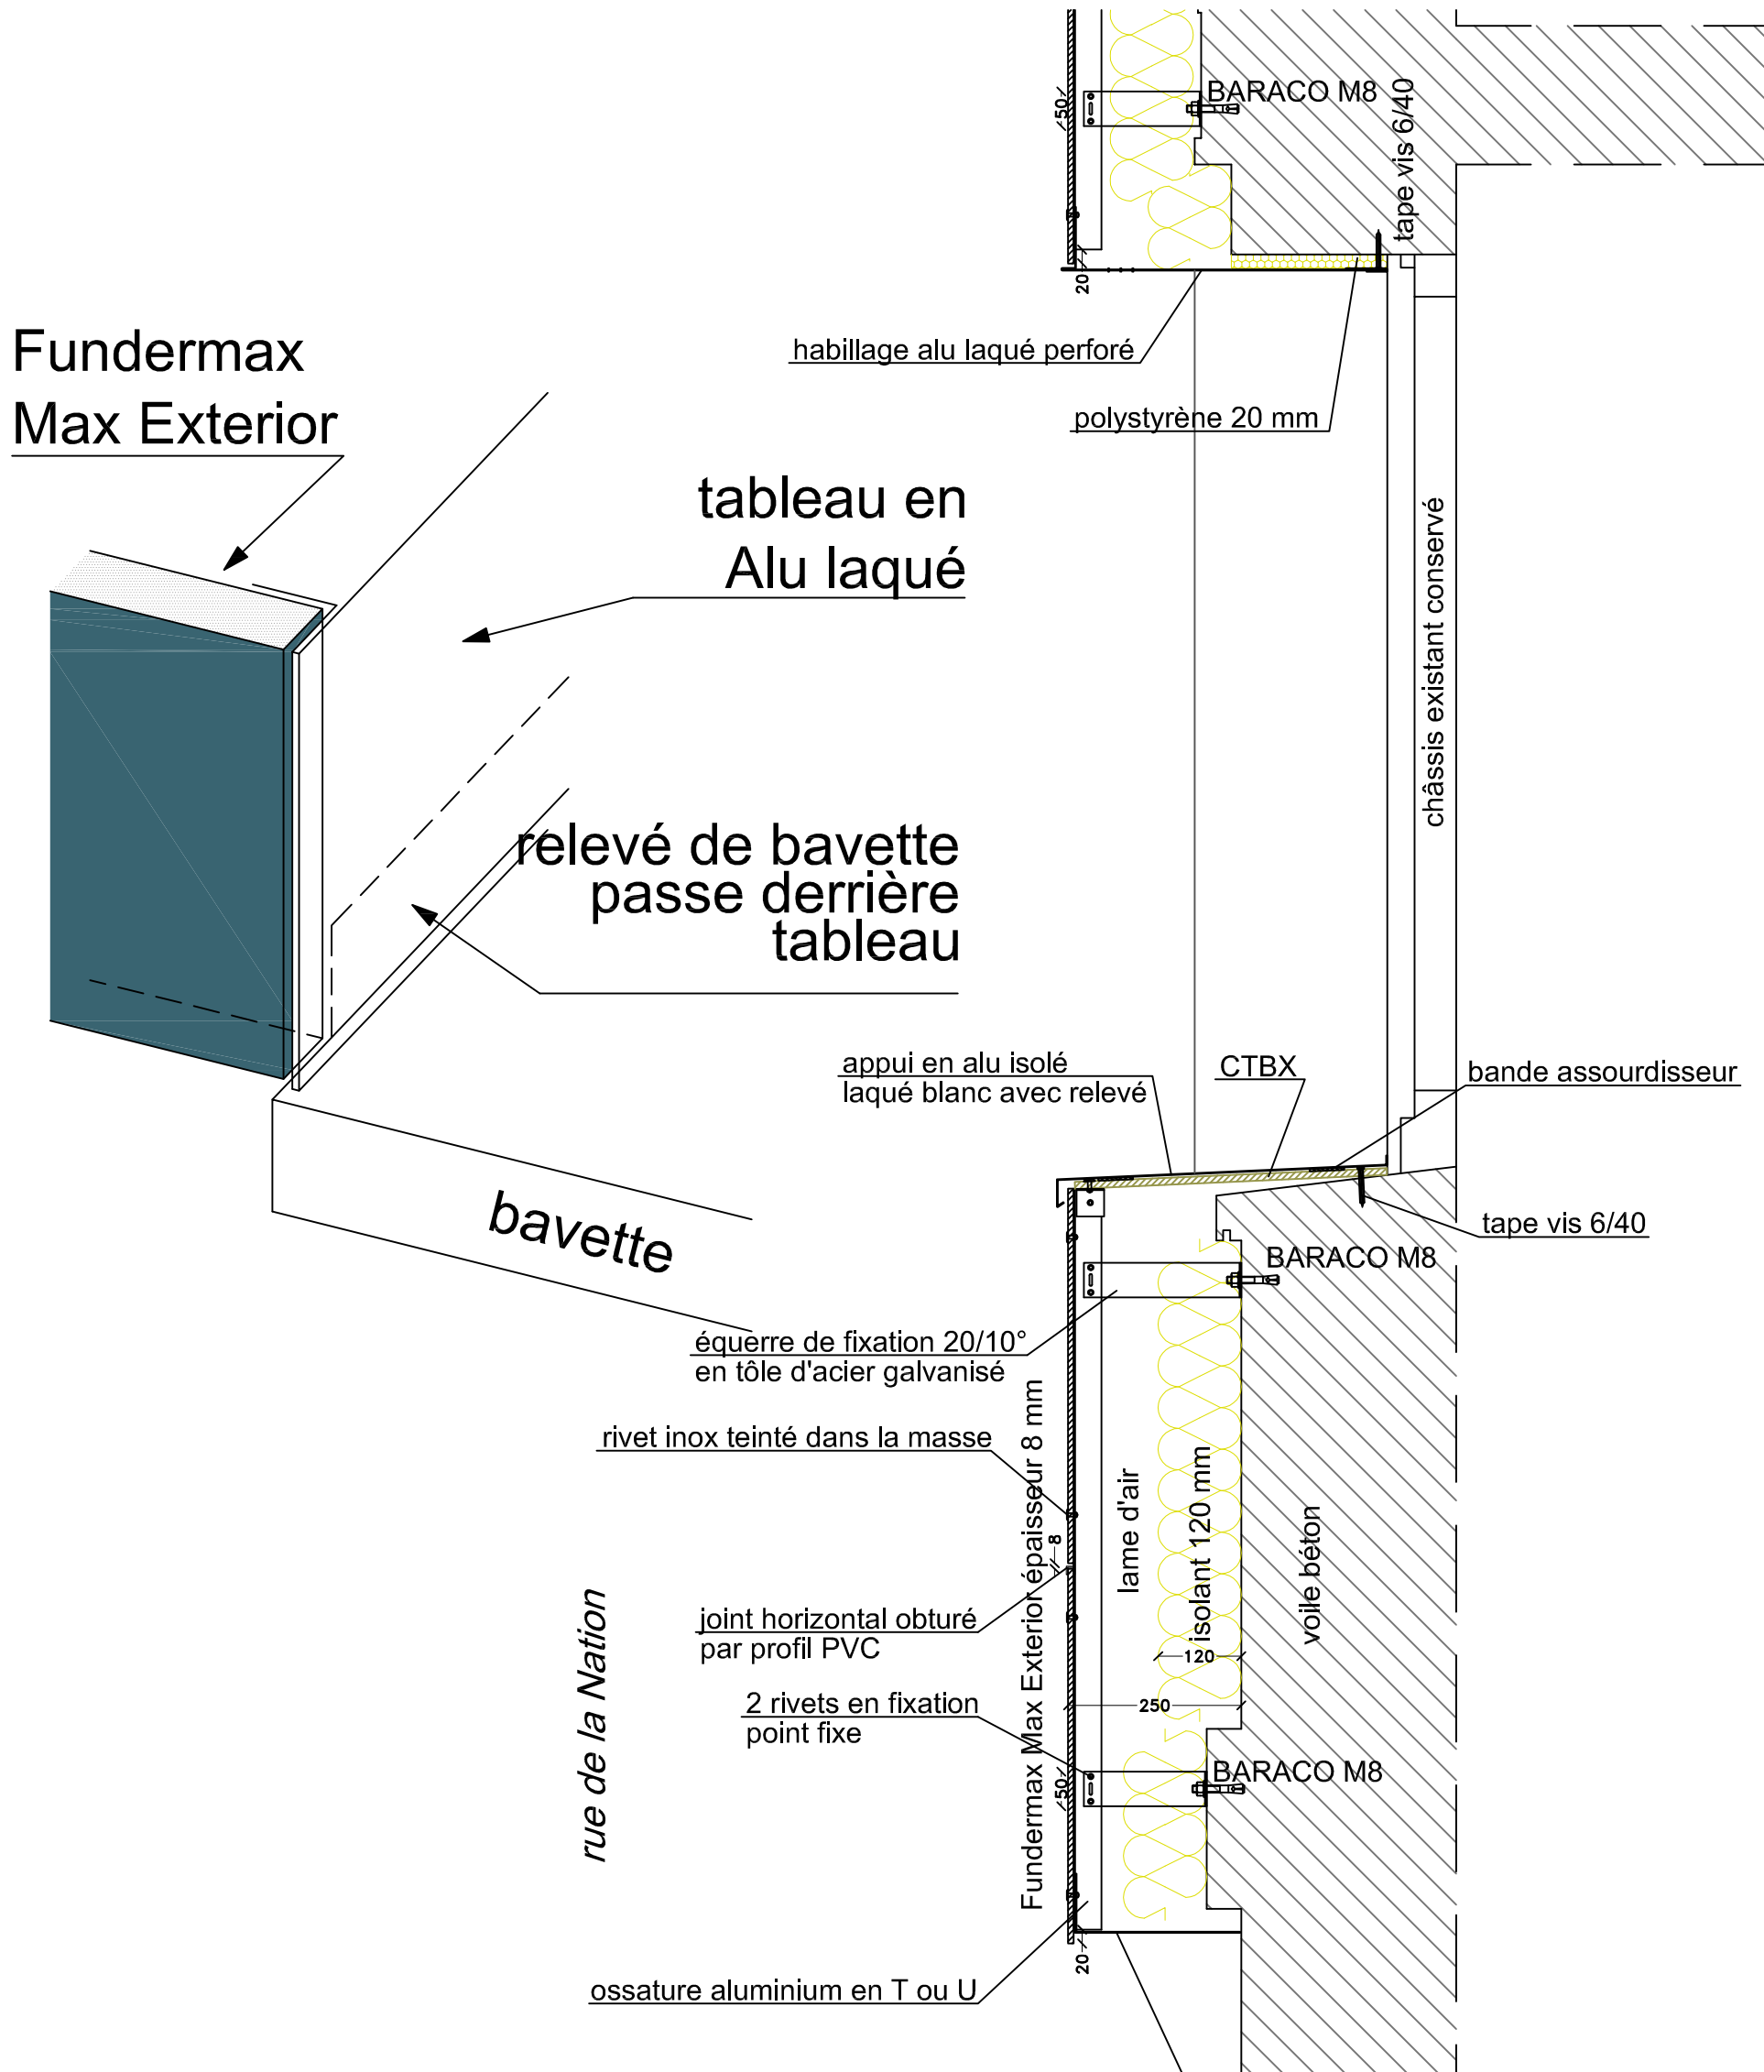 BARACO M8
tape vis 6/40
50
20
habillage alu laqué perforé
polystyrène 20 mm
Fundermax
Max Exterior
tableau en
Alu laqué
châssis existant conservé
relevé de bavette
passe derrière
tableau
bavette
appui en alu isolé
laqué blanc avec relevé
CTBX
bande assourdisseur
tape vis 6/40
BARACO M8
équerre de fixation 20/10°
en tôle d'acier galvanisé
rivet inox teinté dans la masse
Fundermax Max Exterior épaisseur 8 mm
8
lame d'air
isolant 120 mm
voile béton
joint horizontal obturé
par profil PVC
120
rue de la Nation
250
2 rivets en fixation
point fixe
BARACO M8
50
20
ossature aluminium en T ou U